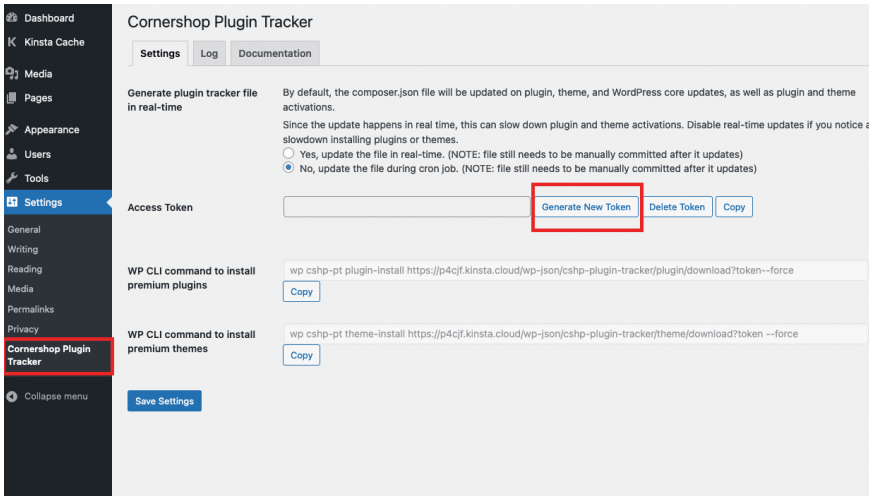 Dashboard
Kinsta Cache
Media
Pages
Appearance
Users
Tools
Settings
General
Writing
Reading
Media
Permalinks
Privacy
Cornershop Plugin
Tracker
Collapse menu
Cornershop Plugin Tracker
Settings
Log
Documentation
Generate plugin tracker file
in real-time
By default, the composer.json file will be updated on plugin, theme, and WordPress core updates, as well as plugin and theme
activations.
Since the update happens in real time, this can slow down plugin and theme activations. Disable real-time updates if you notice a
slowdown installing plugins or themes.
Yes, update the file in real-time. (NOTE: file still needs to be manually committed after it updates)
No, update the file during cron job. (NOTE: file still needs to be manually committed after it updates)
Access Token
Generate New Token
Delete Token
Copy
WP CLI command to install
premium plugins
wp cshp-pt plugin-install https://p4cjf.kinsta.cloud/wp-json/cshp-plugin-tracker/plugin/download?token--force
Copy
WP CLI command to install
premium themes
wp cshp-pt theme-install https://p4cjf.kinsta.cloud/wp-json/cshp-plugin-tracker/theme/download?token --force
Copy
Save Settings